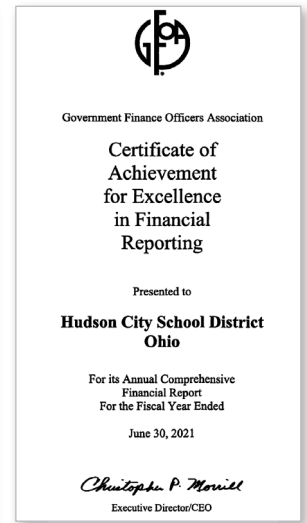 GFOA
Government Finance Officers Association
Certificate of
Achievement
for Excellence
in Financial
Reporting
Presented to
Hudson City School District
Ohio
For its Annual Comprehensive
Financial Report
For the Fiscal Year Ended
June 30, 2021
Christopher P. Morrill
Executive Director/CEO